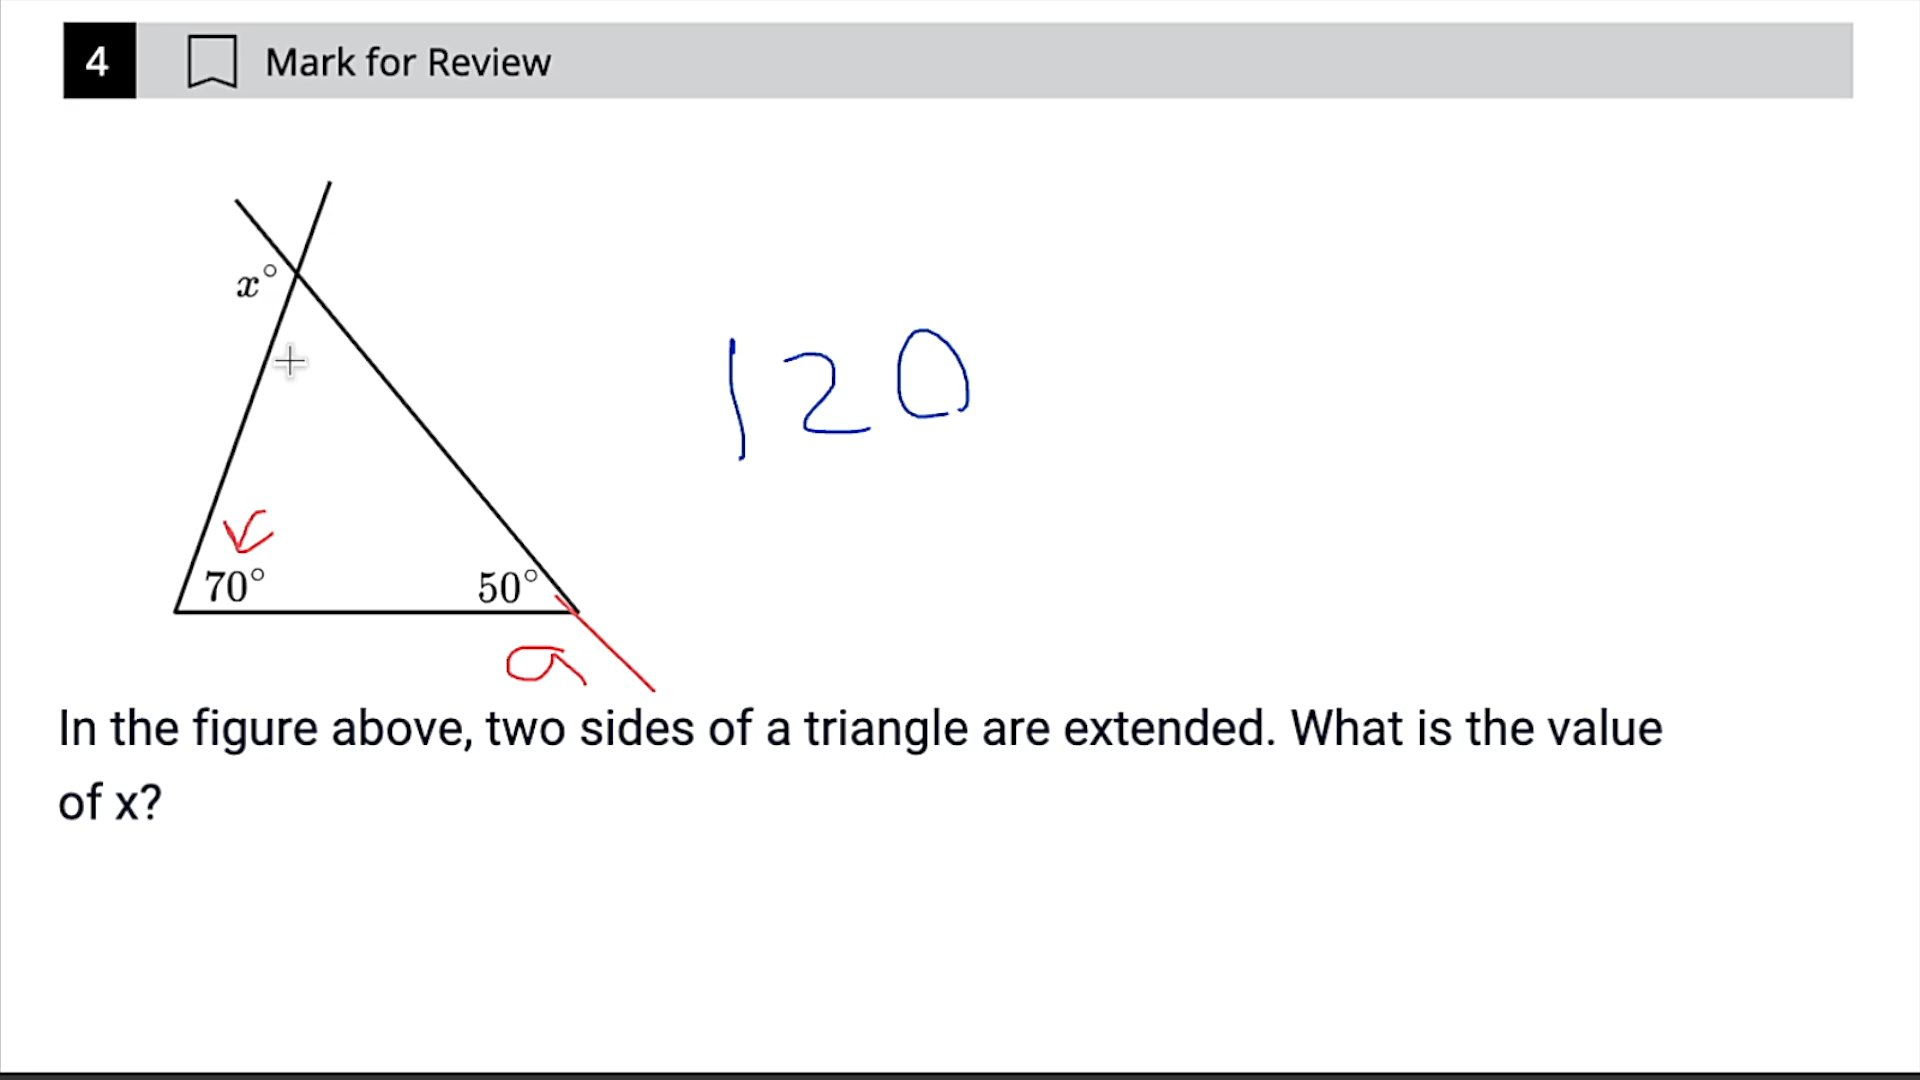 4 Mark for Review
x°
120
70° 50°
a
In the figure above, two sides of a triangle are extended. What is the value
of x?